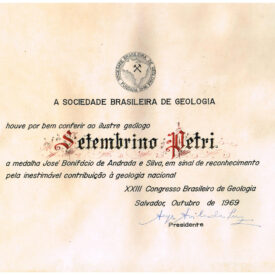 A SOCIEDADE BRASILEIRA DE GEOLOGIA
houve por bem conferir ao ilustre geólogo
Setembrino Petri
a medalha José Bonifácio de Andrada e Silva, em sinal de reconhecimento
pela inestimável contribuição à geologia nacional
XXIII Congresso Brasileiro de Geologia
Salvador, Outubro de 1969
Presidente